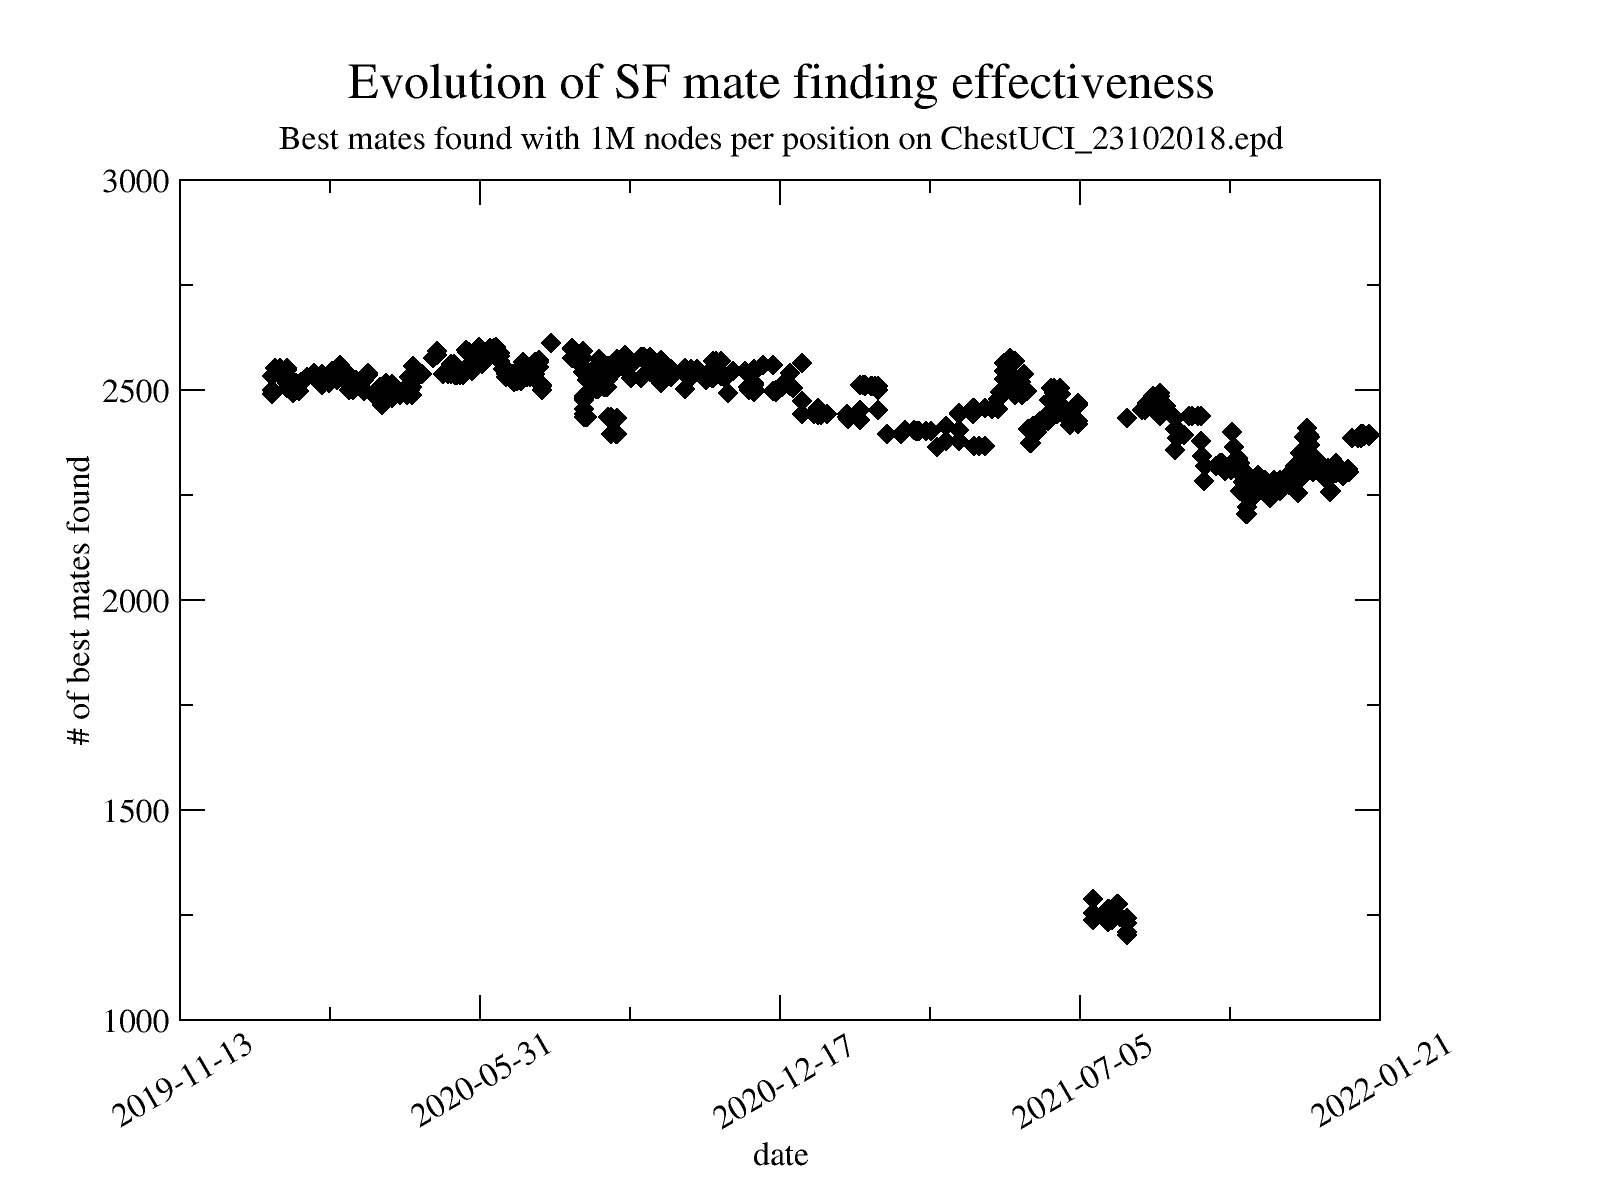 Evolution of SF mate finding effectiveness
Best mates found with 1M nodes per position on ChestUCI_23102018.epd
3000
2500
2000
1500
1000
# of best mates found
2019-11-13
2020-05-31
2020-12-17
2021-07-05
2022-01-21
date